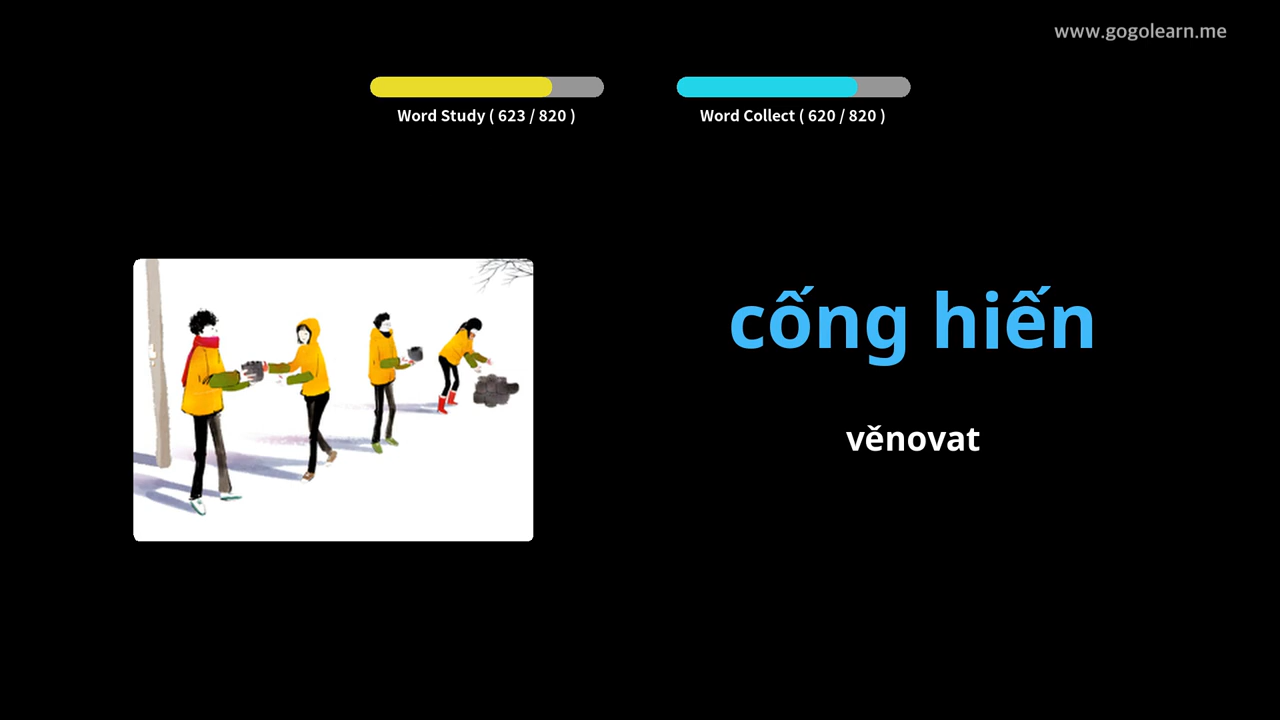 www.gogolearn.me
Word Study ( 623 / 820 )
Word Collect ( 620 / 820 )
cống hiến
věnovat